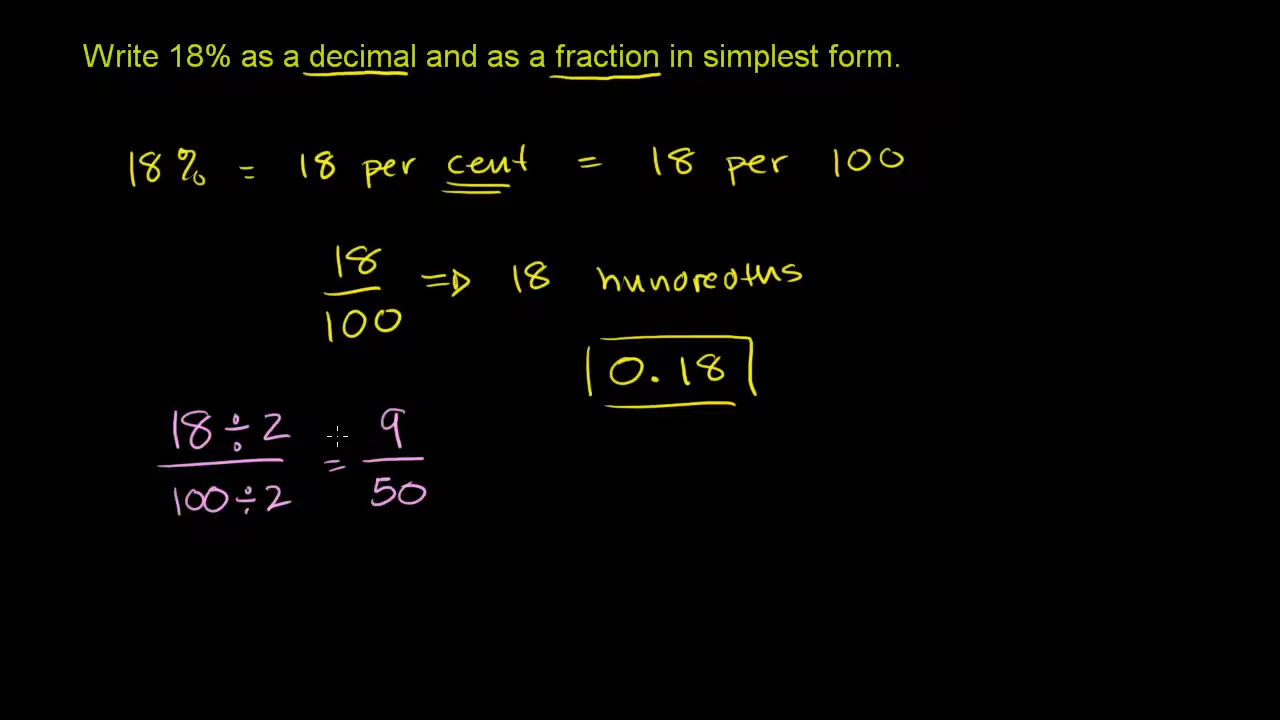 Write 18% as a decimal and as a fraction in simplest form.
18% = 18 per cent = 18 per 100
18/100 ⇒ 18 hundredths
0.18
18÷2/100÷2 = 9/50